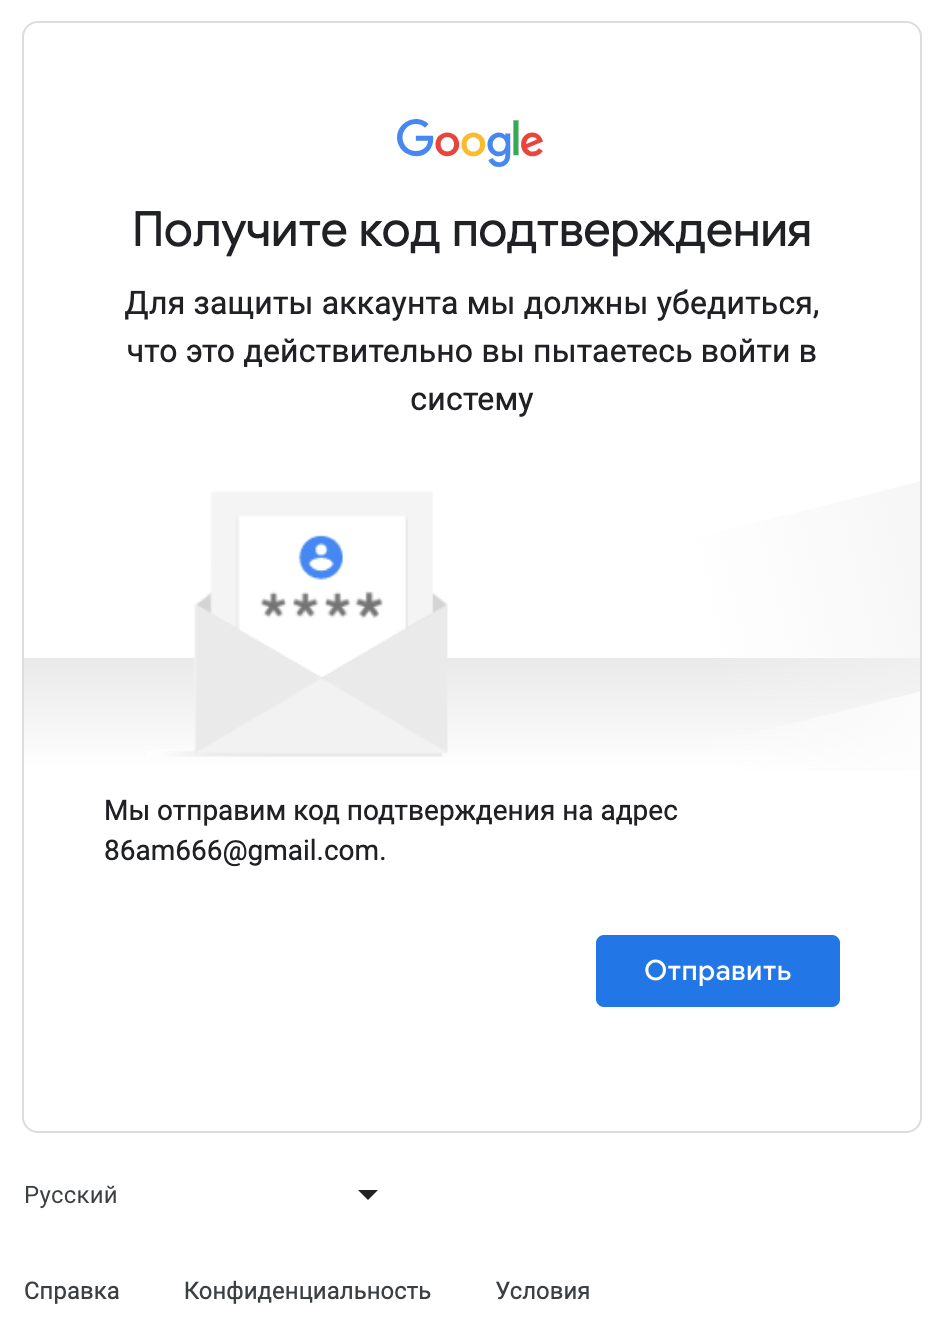 Google
Получите код подтверждения
Для защиты аккаунта мы должны убедиться,
что это действительно вы пытаетесь войти в
систему
****
Мы отправим код подтверждения на адрес
86am666@gmail.com.
Отправить
Русский
Справка Конфиденциальность Условия